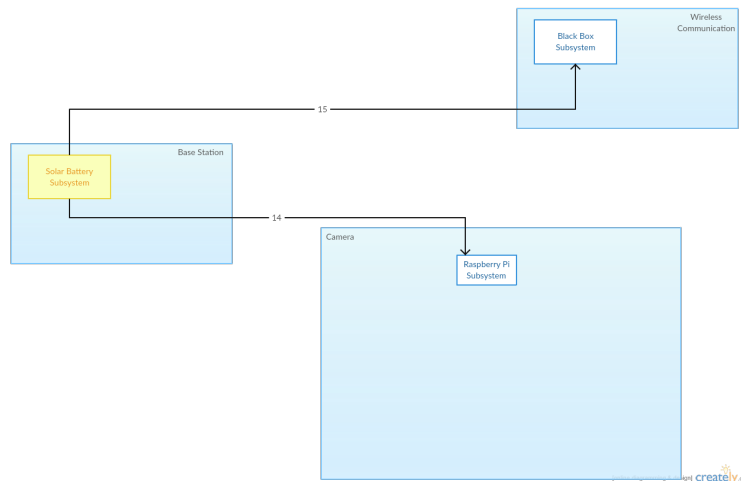 Wireless
Communication
Black Box
Subsystem
15
Base Station
Solar Battery
Subsystem
14
Camera
Raspberry Pi
Subsystem
creately